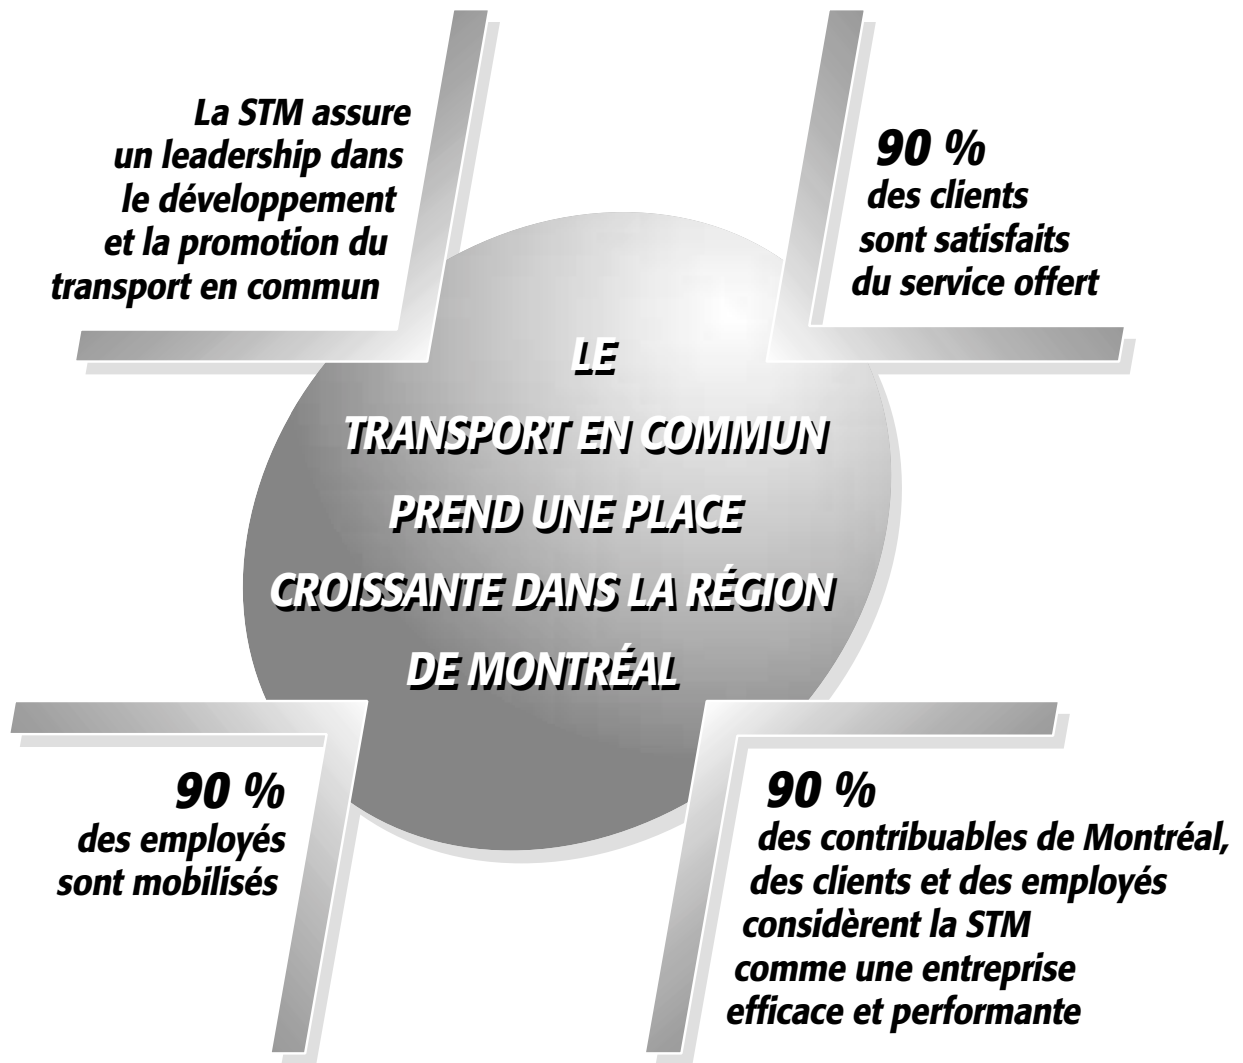 La STM assure
un leadership dans
le développement
et la promotion du
transport en commun
90 %
des clients
sont satisfaits
du service offert
LE
TRANSPORT EN COMMUN
PREND UNE PLACE
CROISSANTE DANS LA RÉGION
DE MONTRÉAL
90 %
des employés
sont mobilisés
90 %
des contribuables de Montréal,
des clients et des employés
considèrent la STM
comme une entreprise
efficace et performante